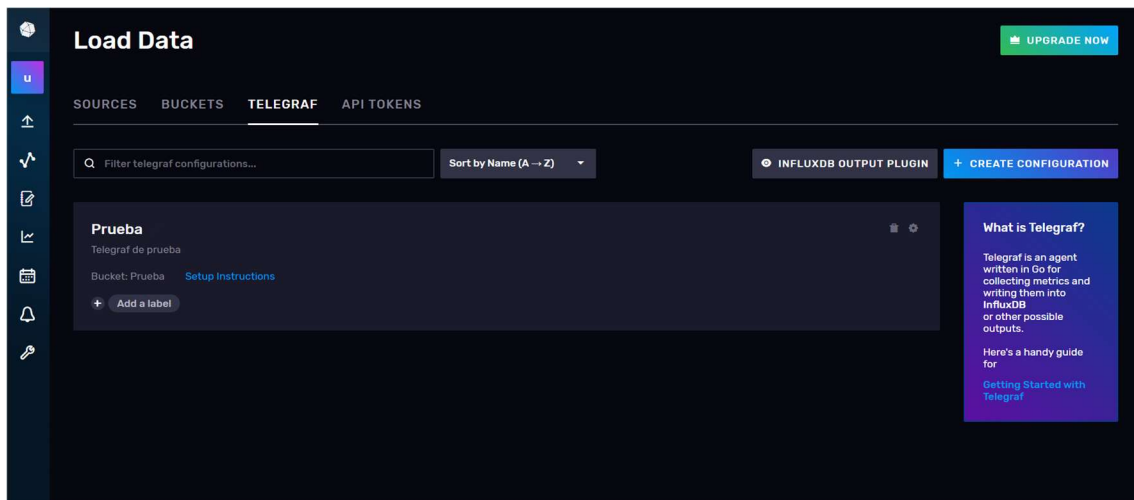 Load Data
UPGRADE NOW
u
SOURCES BUCKETS TELEGRAF API TOKENS
Filter telegraf configurations...
Sort by Name (A → Z)
INFLUXDB OUTPUT PLUGIN
+ CREATE CONFIGURATION
Prueba
Telegraf de prueba
Bucket: Prueba Setup Instructions
+ Add a label
What is Telegraf?
Telegraf is an agent
written in Go for
collecting metrics and
writing them into
InfluxDB
or other possible
outputs.
Here's a handy guide
for
Getting Started with
Telegraf